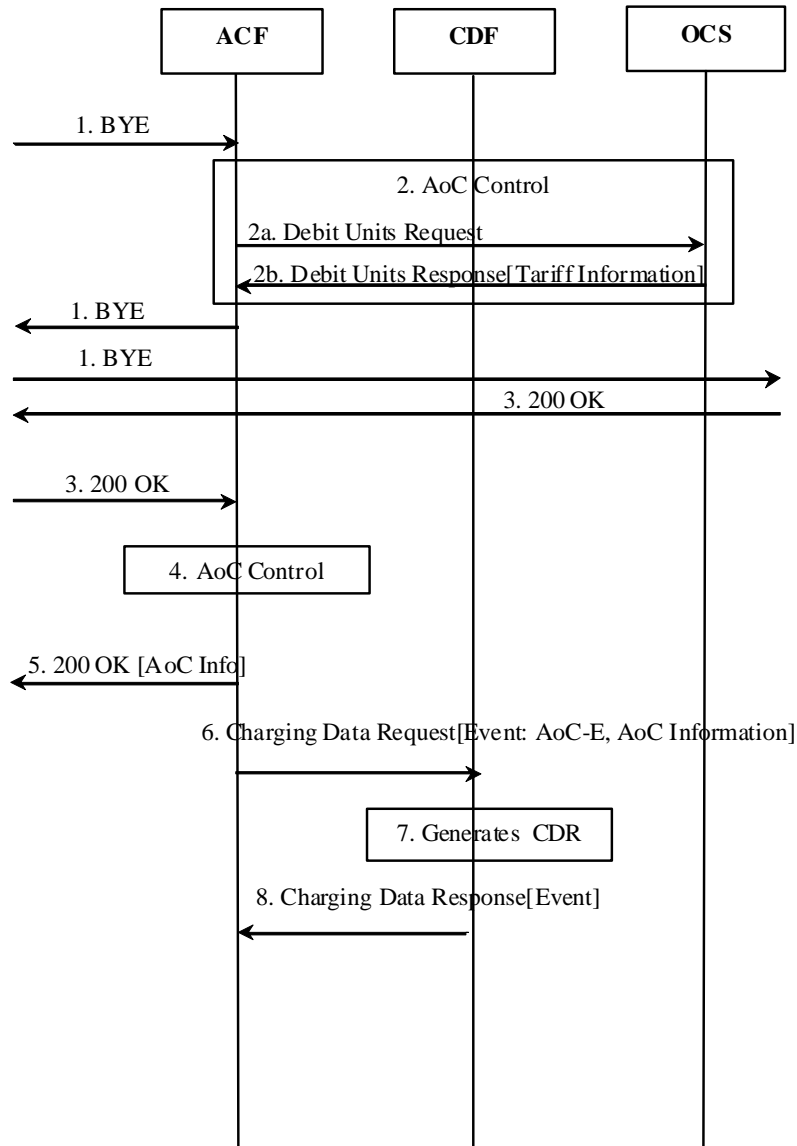 ACF
CDF
OCS
1. BYE
2. AoC Control
2a. Debit Units Request
2b. Debit Units Response[Tariff Information]
1. BYE
1. BYE
3. 200 OK
3. 200 OK
4. AoC Control
5. 200 OK [AoC Info]
6. Charging Data Request[Event: AoC-E, AoC Information]
7. Generates CDR
8. Charging Data Response[Event]